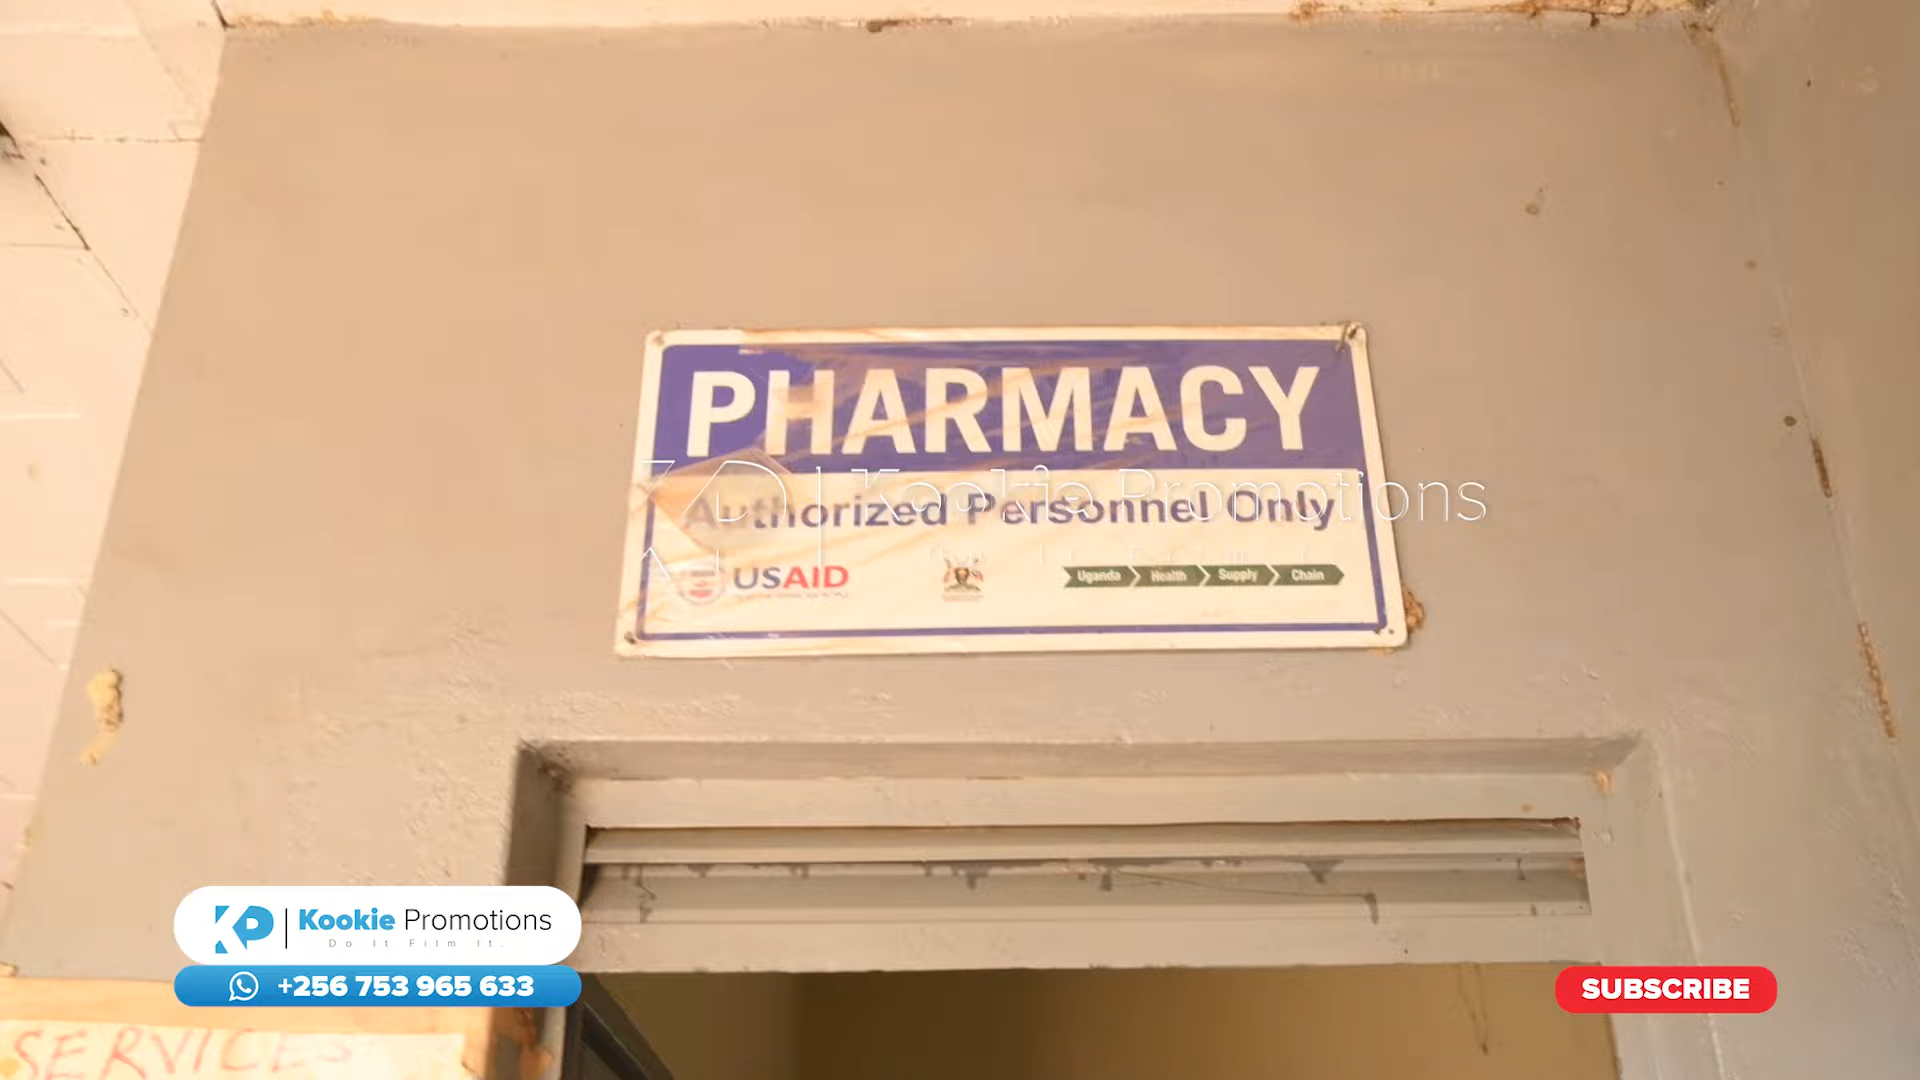 PHARMACY
Authorized Personnel Only
Kookie Promotions
USAID
Uganda Health Supply Chain
Kookie Promotions
Do It Film It.
+256 753 965 633
SUBSCRIBE
SERVICES